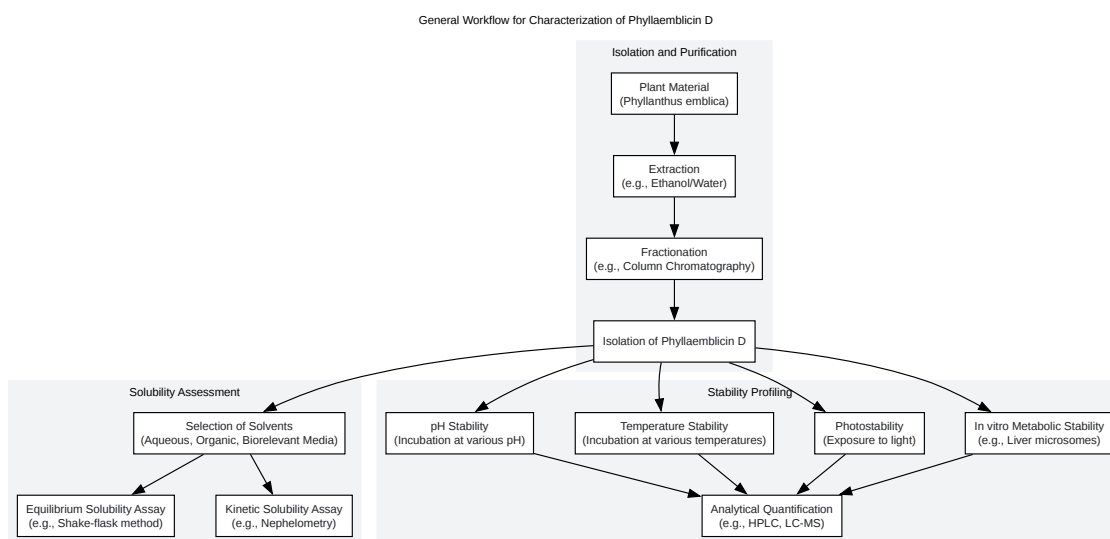 General Workflow for Characterization of Phyllaemblicin D
Isolation and Purification
Plant Material
(Phyllanthus emblica)
Extraction
(e.g., Ethanol/Water)
Fractionation
(e.g., Column Chromatography)
Isolation of Phyllaemblicin D
Solubility Assessment
Selection of Solvents
(Aqueous, Organic, Biorelevant Media)
Equilibrium Solubility Assay
(e.g., Shake-flask method)
Kinetic Solubility Assay
(e.g., Nephelometry)
Stability Profiling
pH Stability
(Incubation at various pH)
Temperature Stability
(Incubation at various temperatures)
Photostability
(Exposure to light)
In vitro Metabolic Stability
(e.g., Liver microsomes)
Analytical Quantification
(e.g., HPLC, LC-MS)